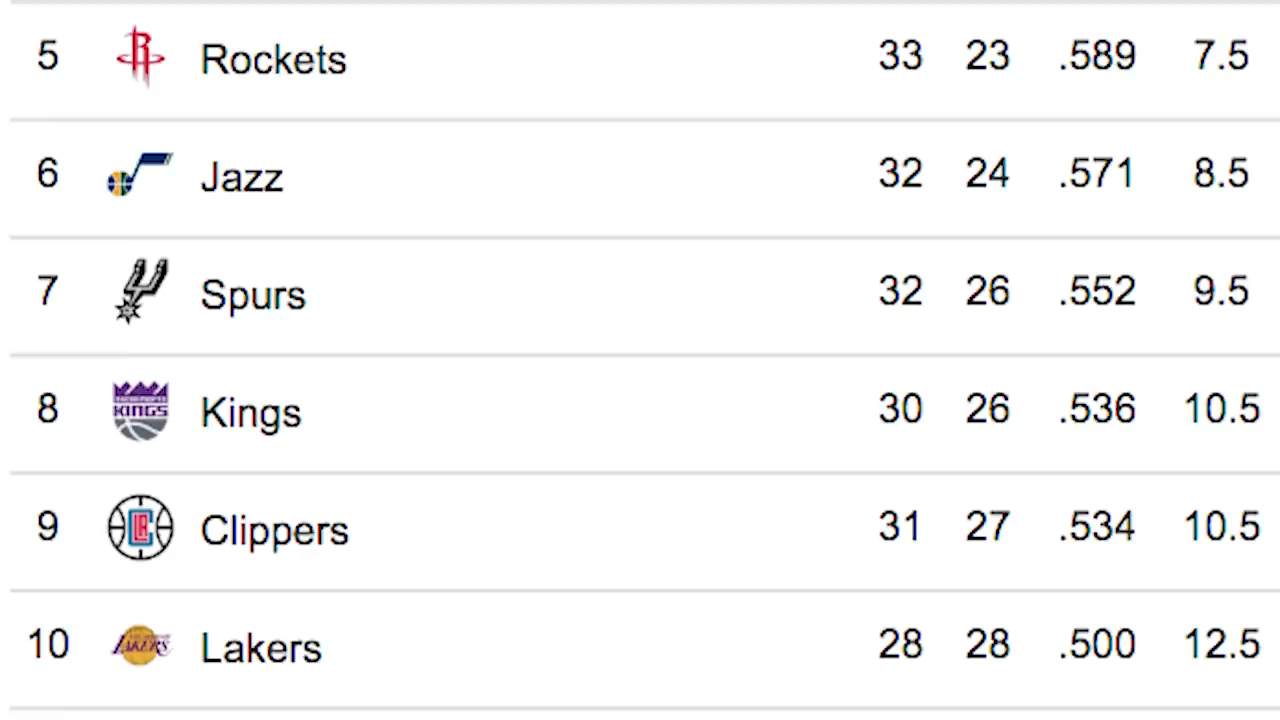 5 Rockets 33 23 .589 7.5
6 Jazz 32 24 .571 8.5
7 Spurs 32 26 .552 9.5
8 KINGS Kings 30 26 .536 10.5
9 Clippers 31 27 .534 10.5
10 LAKERS Lakers 28 28 .500 12.5